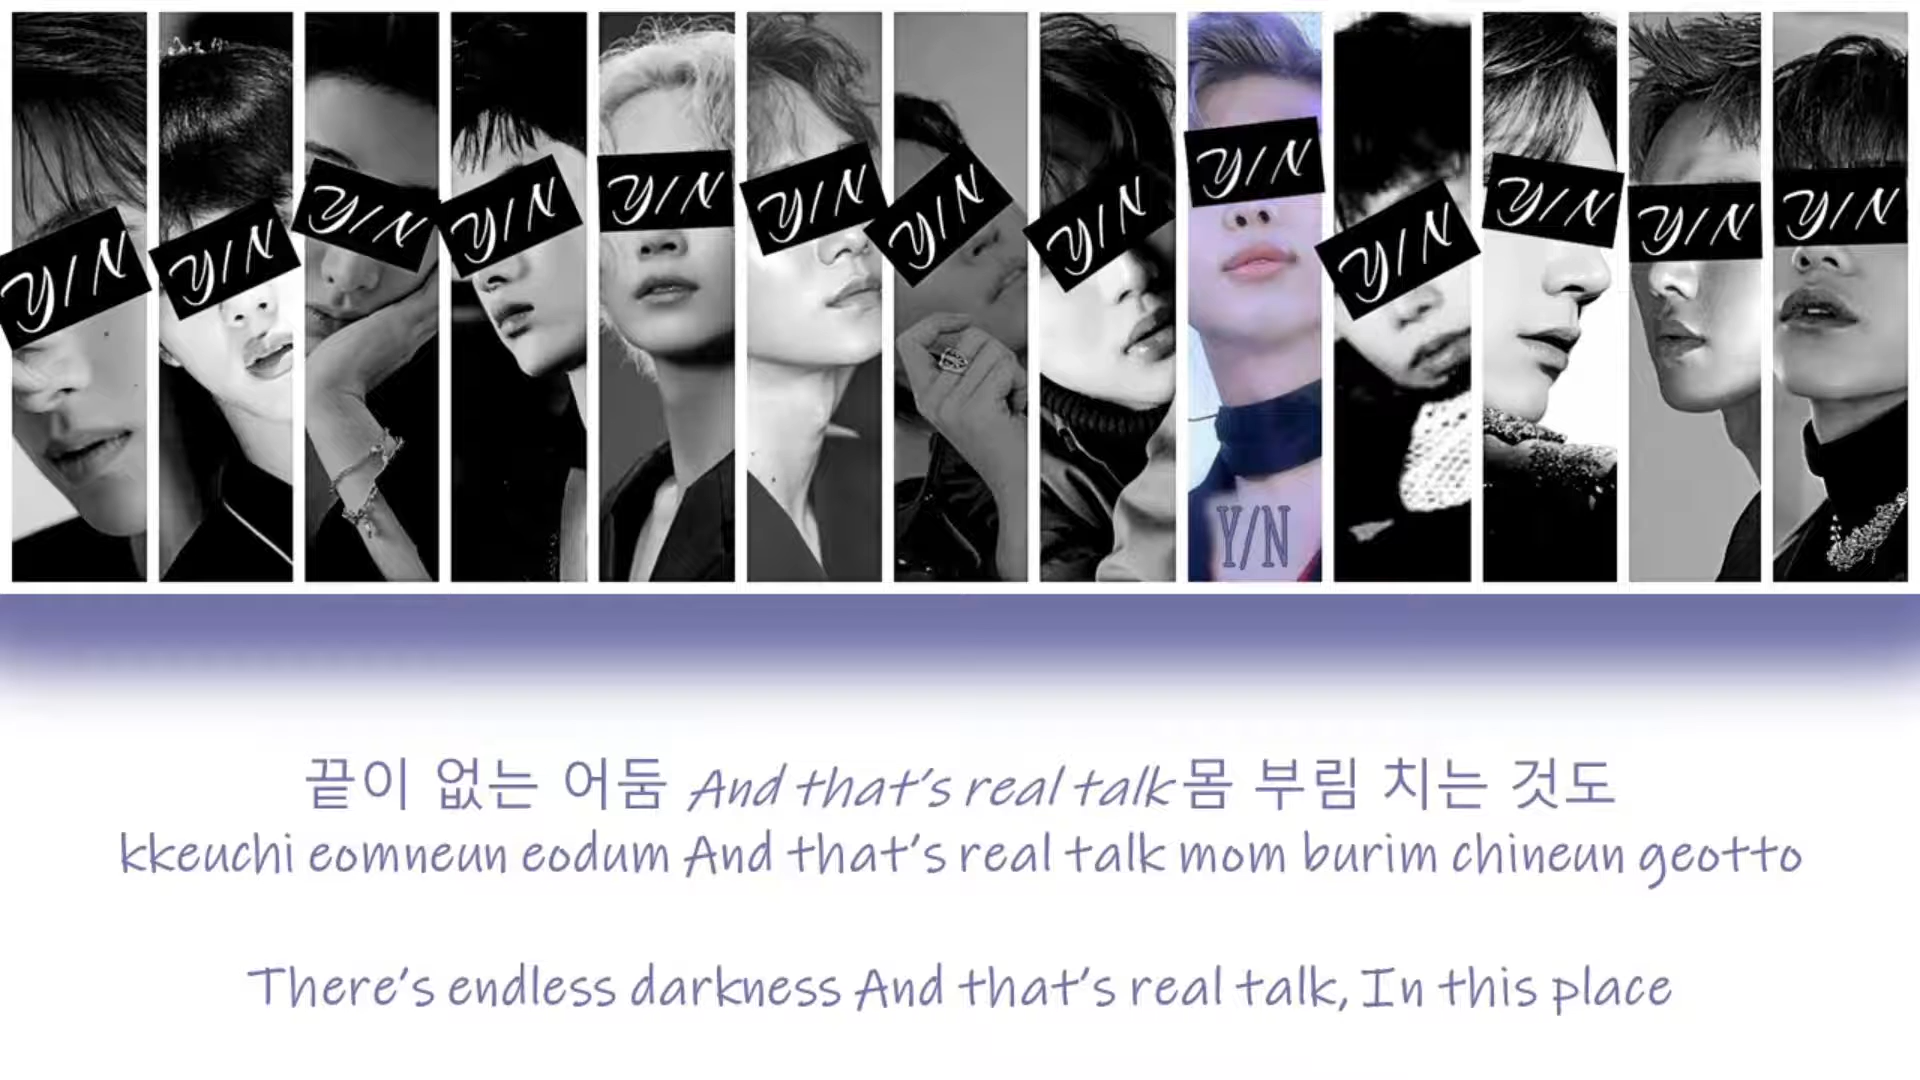 Y/N
Y/N
Y/N
Y/N
Y/N
Y/N
Y/N
Y/N
Y/N
Y/N
Y/N
Y/N
Y/N
Y/N
끝이 없는 어둠 And that's real talk 몸 부림 치는 것도
kkeuchi eomneun eodum And that's real talk mom burim chineun geotto
There's endless darkness And that's real talk, In this place